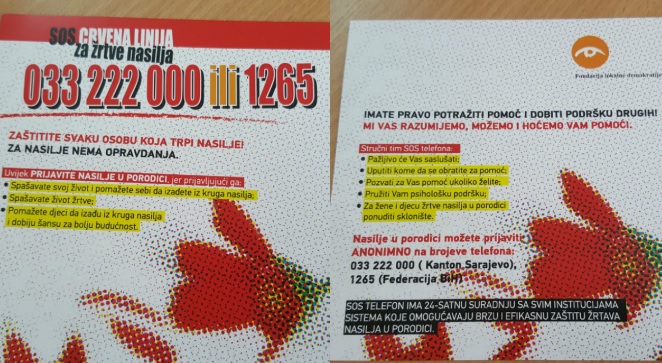 SOS CRVENA LINIJA
za žrtve nasilja
033 222 000 ili 1265
ZAŠTITITE SVAKU OSOBU KOJA TRPI NASILJE!
ZA NASILJE NEMA OPRAVDANJA.
Uvijek PRIJAVITE NASILJE U PORODICI, jer prijavljujući ga:
• Spašavate svoj život i pomažete sebi da izađete iz kruga nasilja;
• Spašavate život žrtve;
• Pomažete djeci da izađu iz kruga nasilja
i dobiju šansu za bolju budućnost.
Fondacija lokalne demokratije
IMATE PRAVO POTRAŽITI POMOĆ I DOBITI PODRŠKU DRUGIH!
MI VAS RAZUMIJEMO, MOŽEMO I HOĆEMO VAM POMOĆI.
Stručni tim SOS telefona:
• Pažljivo će Vas saslušati;
• Uputiti kome da se obratite za pomoć;
• Pozvati za Vas pomoć ukoliko želite;
• Pružiti Vam psihološku podršku;
• Za žene i djecu žrtve nasilja u porodici
ponuditi sklonište.
Nasilje u porodici možete prijaviti
ANONIMNO na brojeve telefona:
033 222 000 ( Kanton Sarajevo),
1265 (Federacija BiH)
SOS TELEFON IMA 24-SATNU SURADNJU SA SVIM INSTITUCIJAMA
SISTEMA KOJE OMOGUĆAVAJU BRZU I EFIKASNU ZAŠTITU ŽRTAVA
NASILJA U PORODICI.